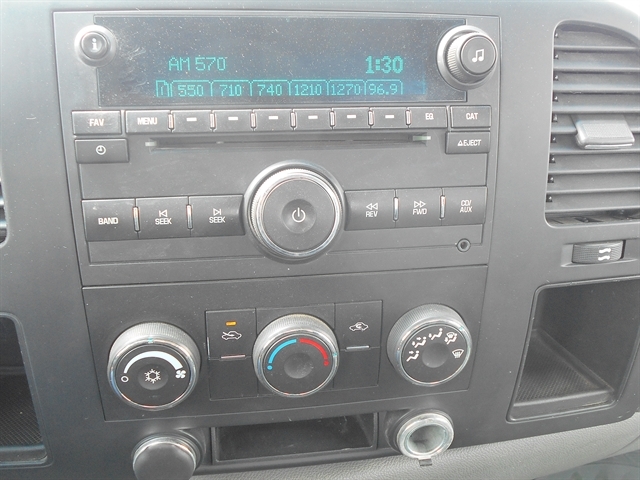 AM 570 1:30
550 710 740 1210 1270 96.9
FAV MENU EQ CAT
EJECT
BAND SEEK SEEK REV FWD CD/AUX